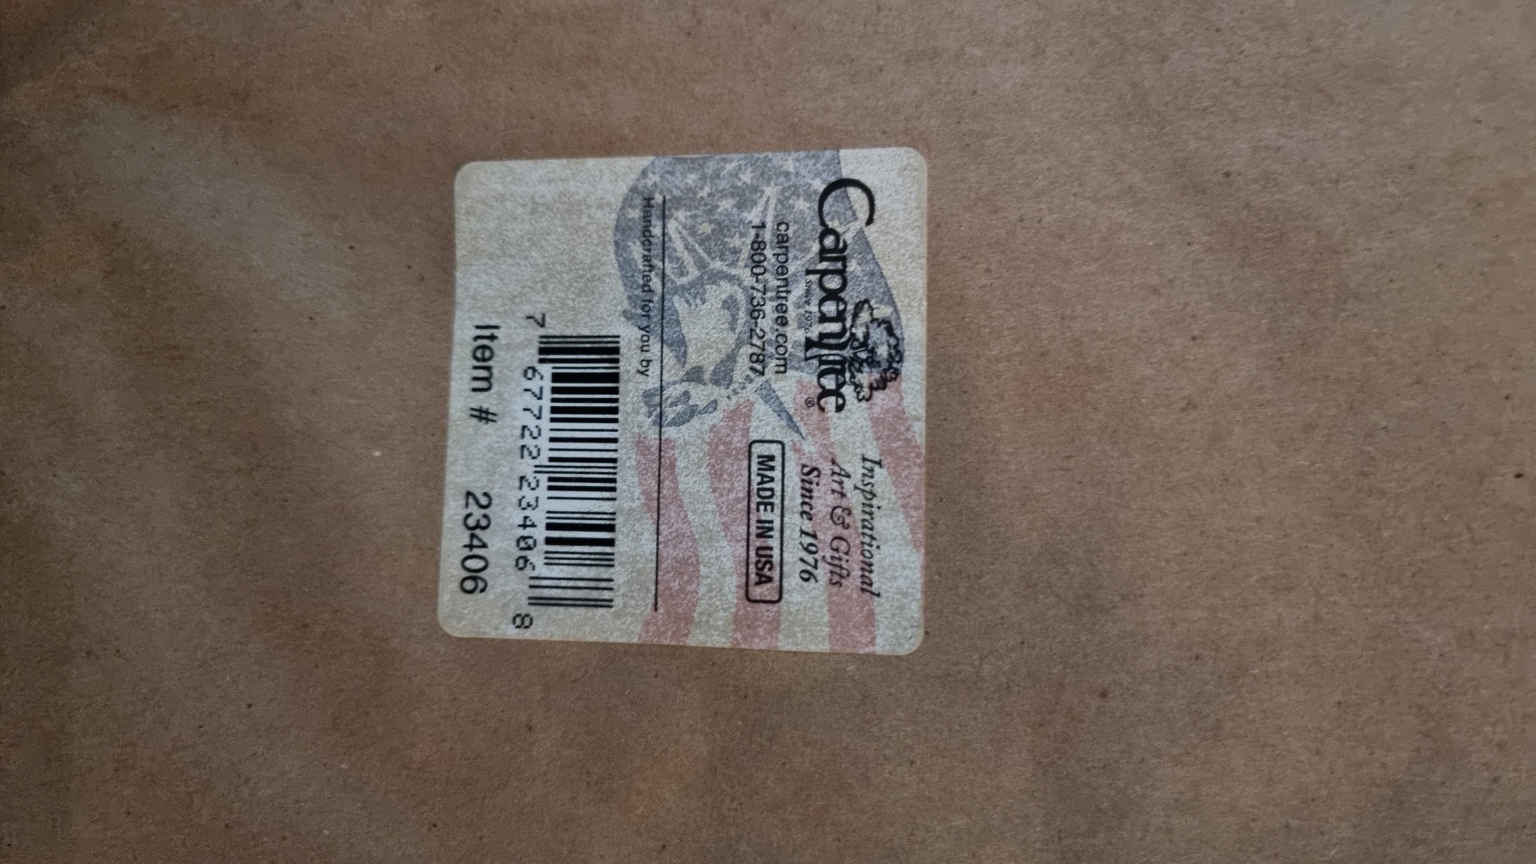 CarpenTree®
Since 1976
carpentree.com
1-800-736-2787
Inspirational
Art & Gifts
Since 1976
MADE IN USA
Handcrafted for you by
7 67722 23406 8
Item # 23406